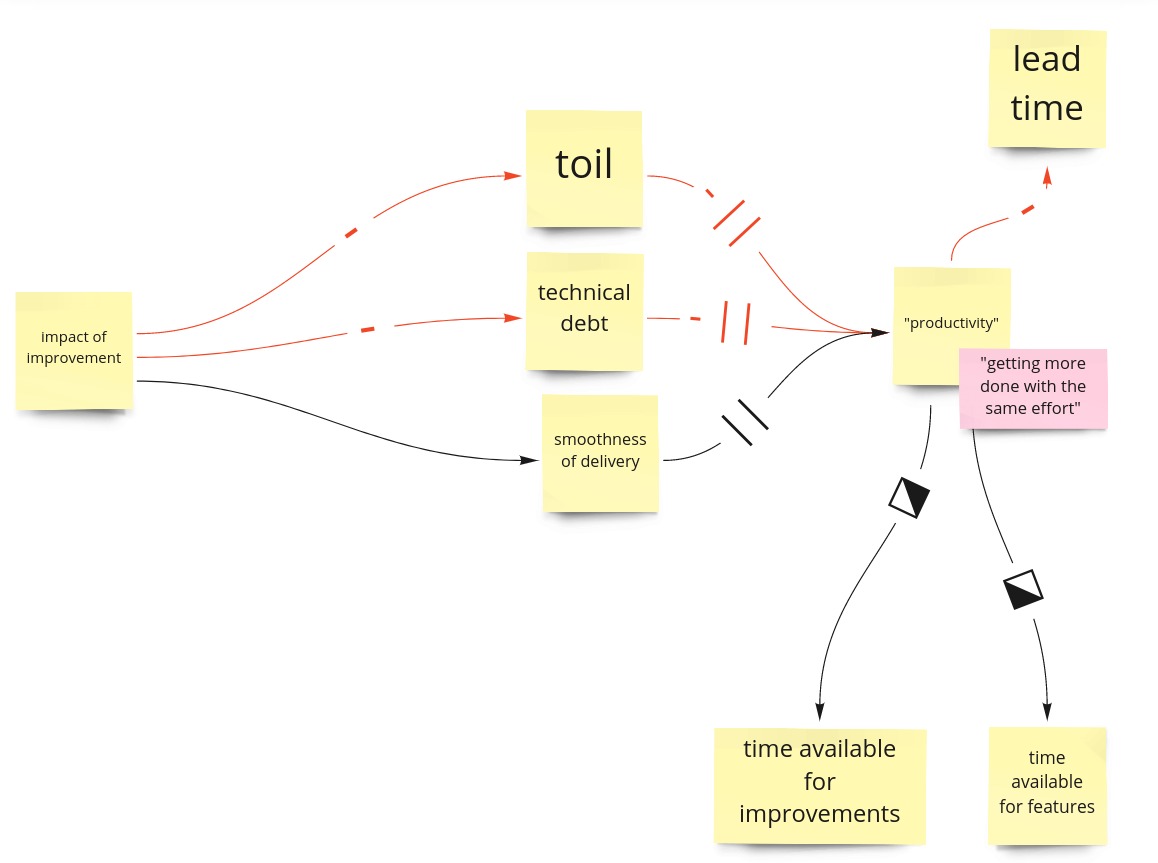 lead
time
toil
technical
debt
impact of
improvement
"productivity"
"getting more
done with the
same effort"
smoothness
of delivery
time available
for
improvements
time
available
for features